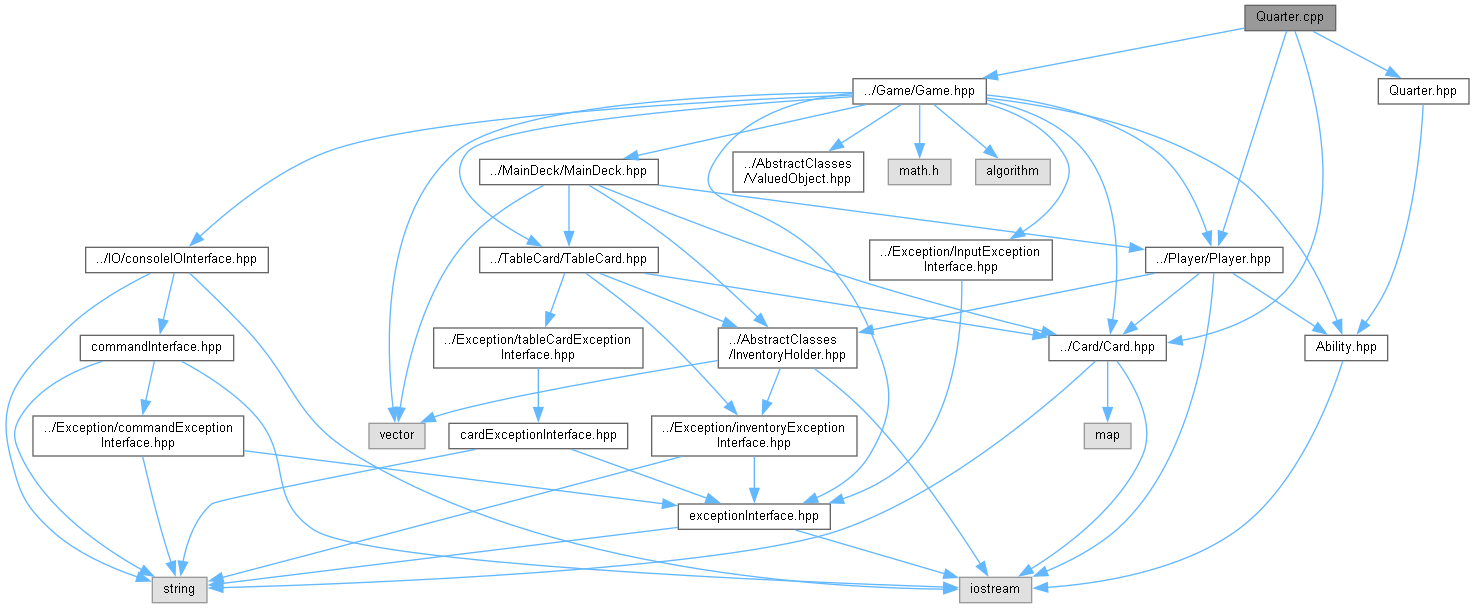 Quarter.cpp
../Game/Game.hpp
Quarter.hpp
../MainDeck/MainDeck.hpp
../AbstractClasses
/ValuedObject.hpp
math.h
algorithm
../IO/consoleIOInterface.hpp
../TableCard/TableCard.hpp
../Exception/InputException
Interface.hpp
../Player/Player.hpp
commandInterface.hpp
../Exception/tableCardException
Interface.hpp
../AbstractClasses
/InventoryHolder.hpp
../Card/Card.hpp
Ability.hpp
../Exception/commandException
Interface.hpp
vector
cardExceptionInterface.hpp
../Exception/inventoryException
Interface.hpp
map
exceptionInterface.hpp
string
iostream